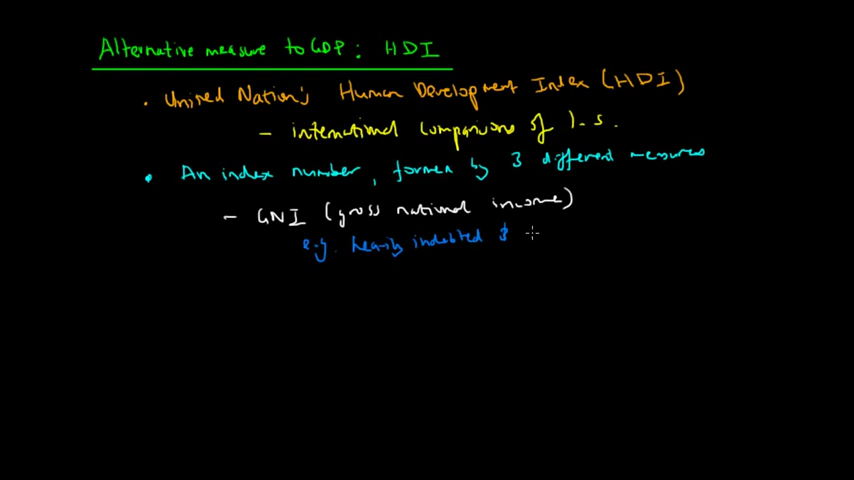 Alternative measure to GDP: HDI
• United Nation's Human Development Index (HDI)
- international comparisons of l.s.
• An index number, formed by 3 different measures
- GNI (gross national income)
e.g. heavily indebted